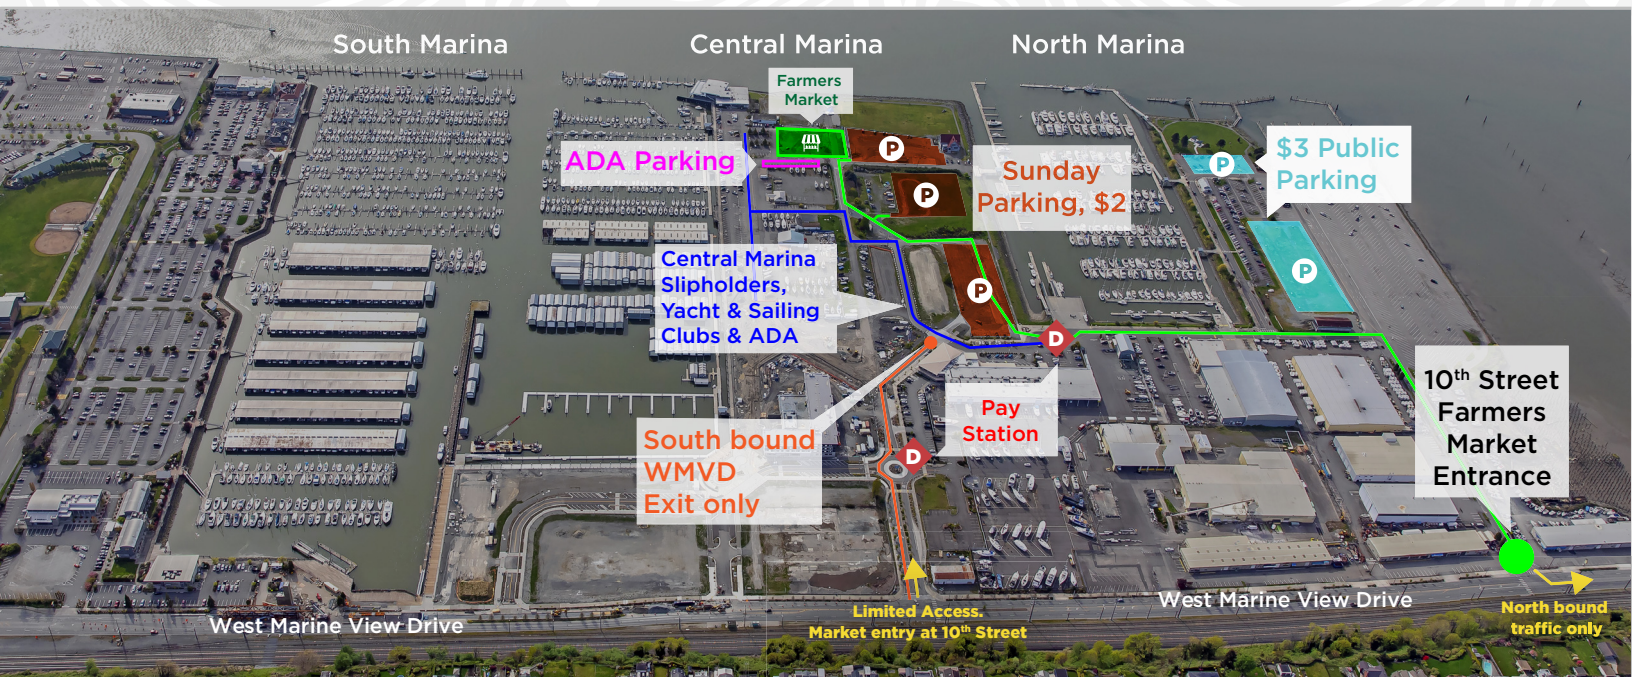 South Marina
Central Marina
North Marina
Farmers
Market
ADA Parking
P
P
P
Sunday
Parking, $2
P
$3 Public
Parking
P
Central Marina
Slipholders,
Yacht & Sailing
Clubs & ADA
D
10th Street
Farmers
Market
Entrance
Pay
Station
South bound
WMVD
Exit only
D
Limited Access.
Market entry at 10th Street
West Marine View Drive
West Marine View Drive
North bound
traffic only